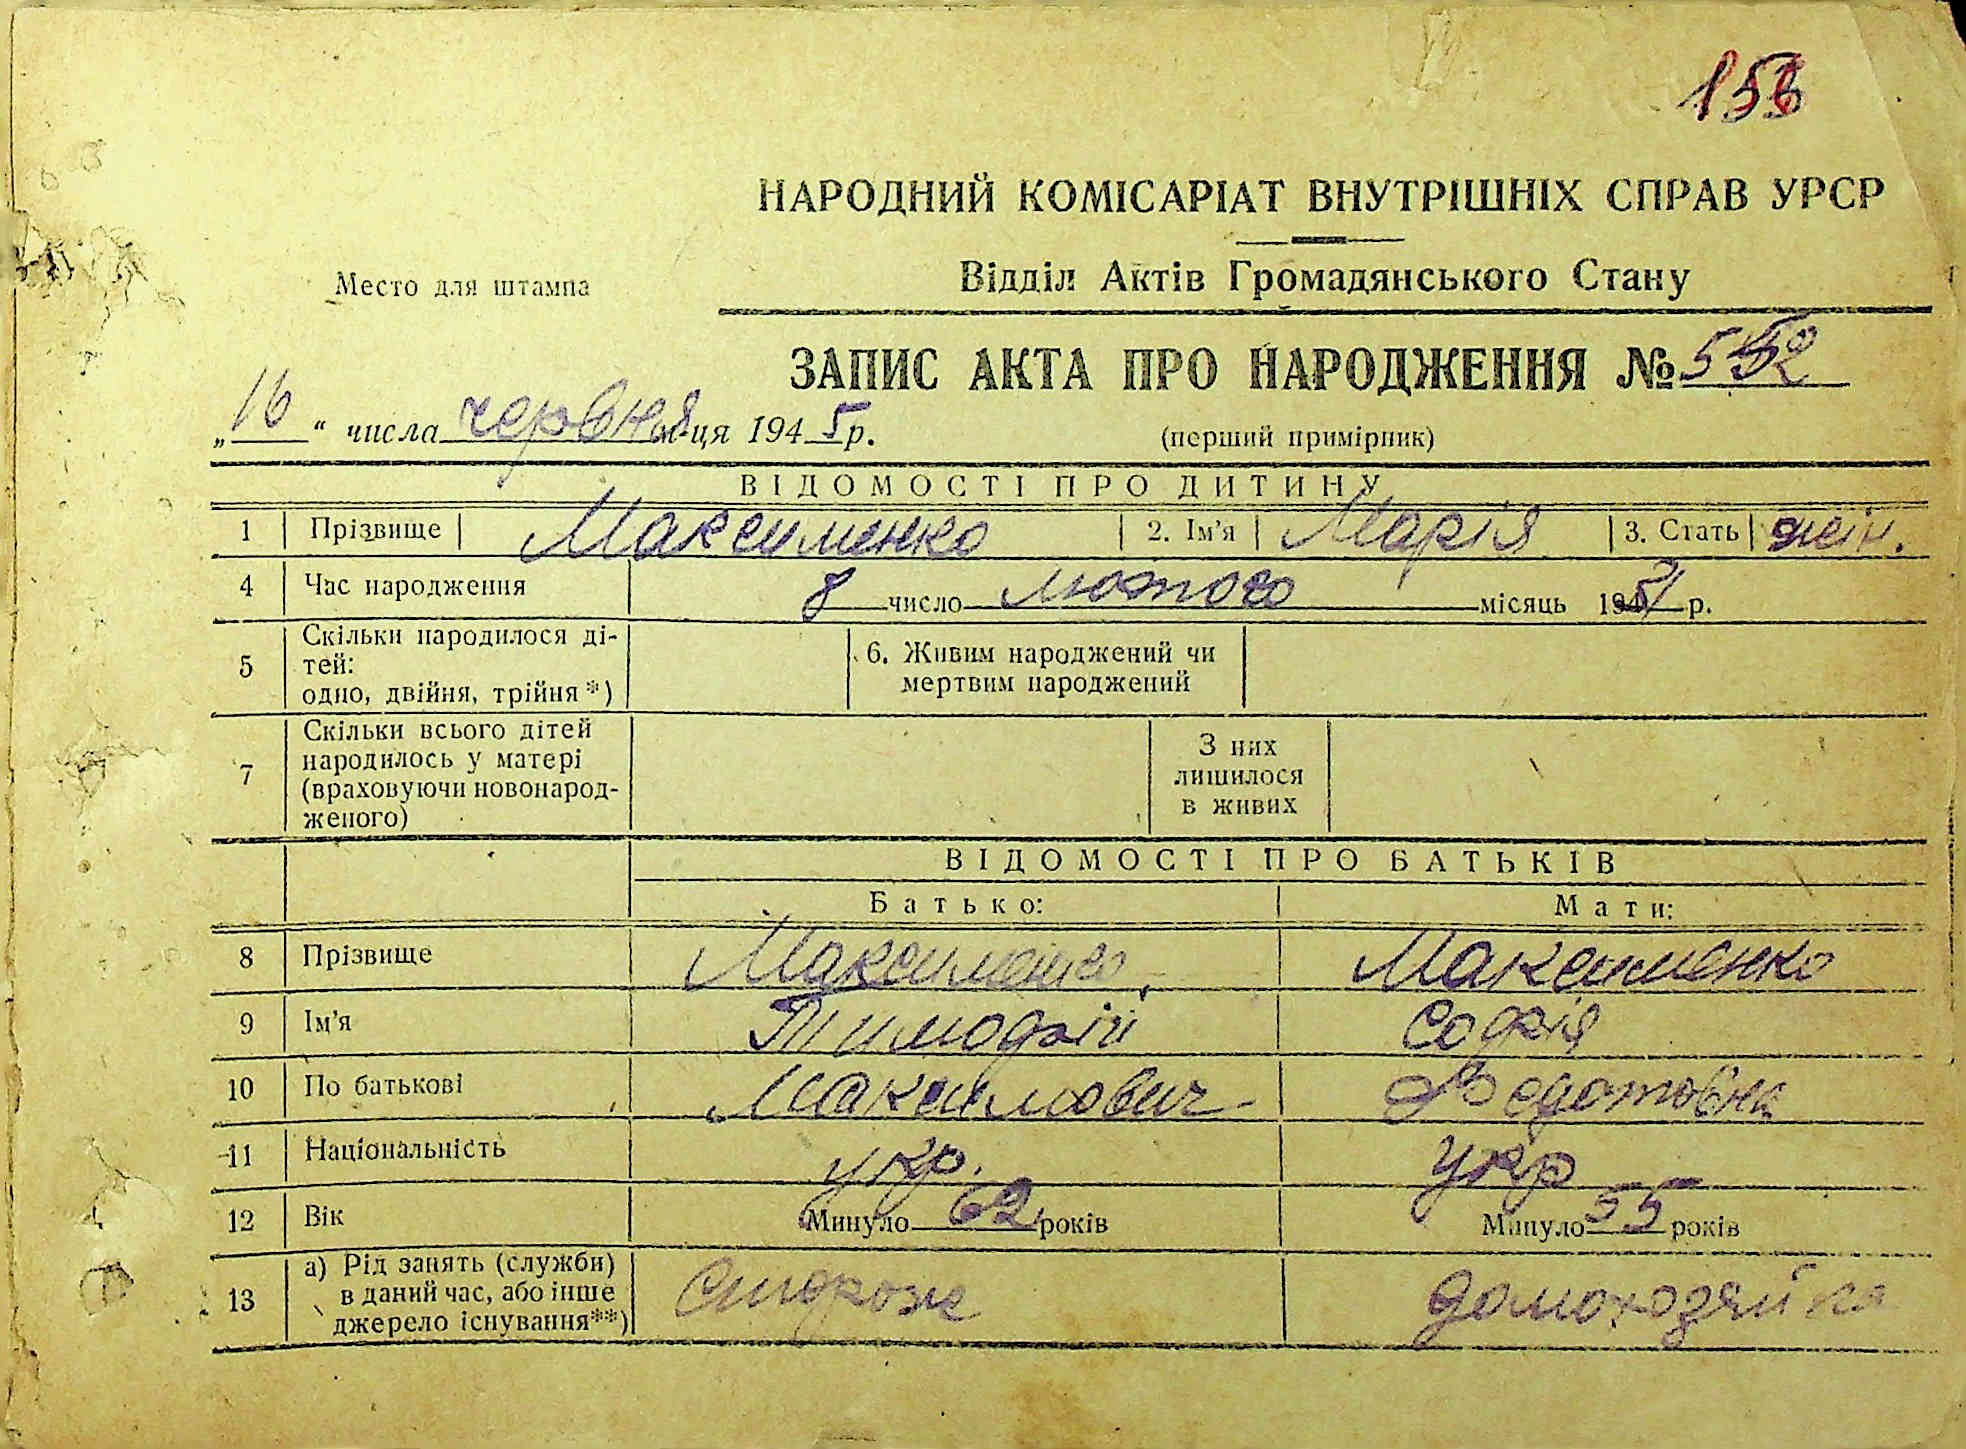 НАРОДНИЙ КОМІСАРІАТ ВНУТРІШНІХ СПРАВ УРСР
Відділ Актів Громадянського Стану
Место для штампа
ЗАПИС АКТА ПРО НАРОДЖЕННЯ №
„16“ числа червня м-ця 1945 р.
(перший примірник)
ВІДОМОСТІ ПРО ДИТИНУ
1 Прізвище Максименко 2. Ім'я Марія 3. Стать жін.
4 Час народження 8 число лютого місяць 19 р.
5 Скільки народилося ді-
тей:
одно, двійня, трійня*)
6. Живим народжений чи
мертвим народжений
7 Скільки всього дітей
народилось у матері
(враховуючи новонарод-
женого)
З них
лишилося
в живих
ВІДОМОСТІ ПРО БАТЬКІВ
Батько: Мати:
8 Прізвище Максименко Максименко
9 Ім'я Тимофій Софія
10 По батькові Максимович Федотовна
11 Національність укр. укр
12 Вік Минуло 62 років Минуло 55 років
13 а) Рід занять (служби)
в даний час, або інше
джерело існування**)
Сторож домохозяйка